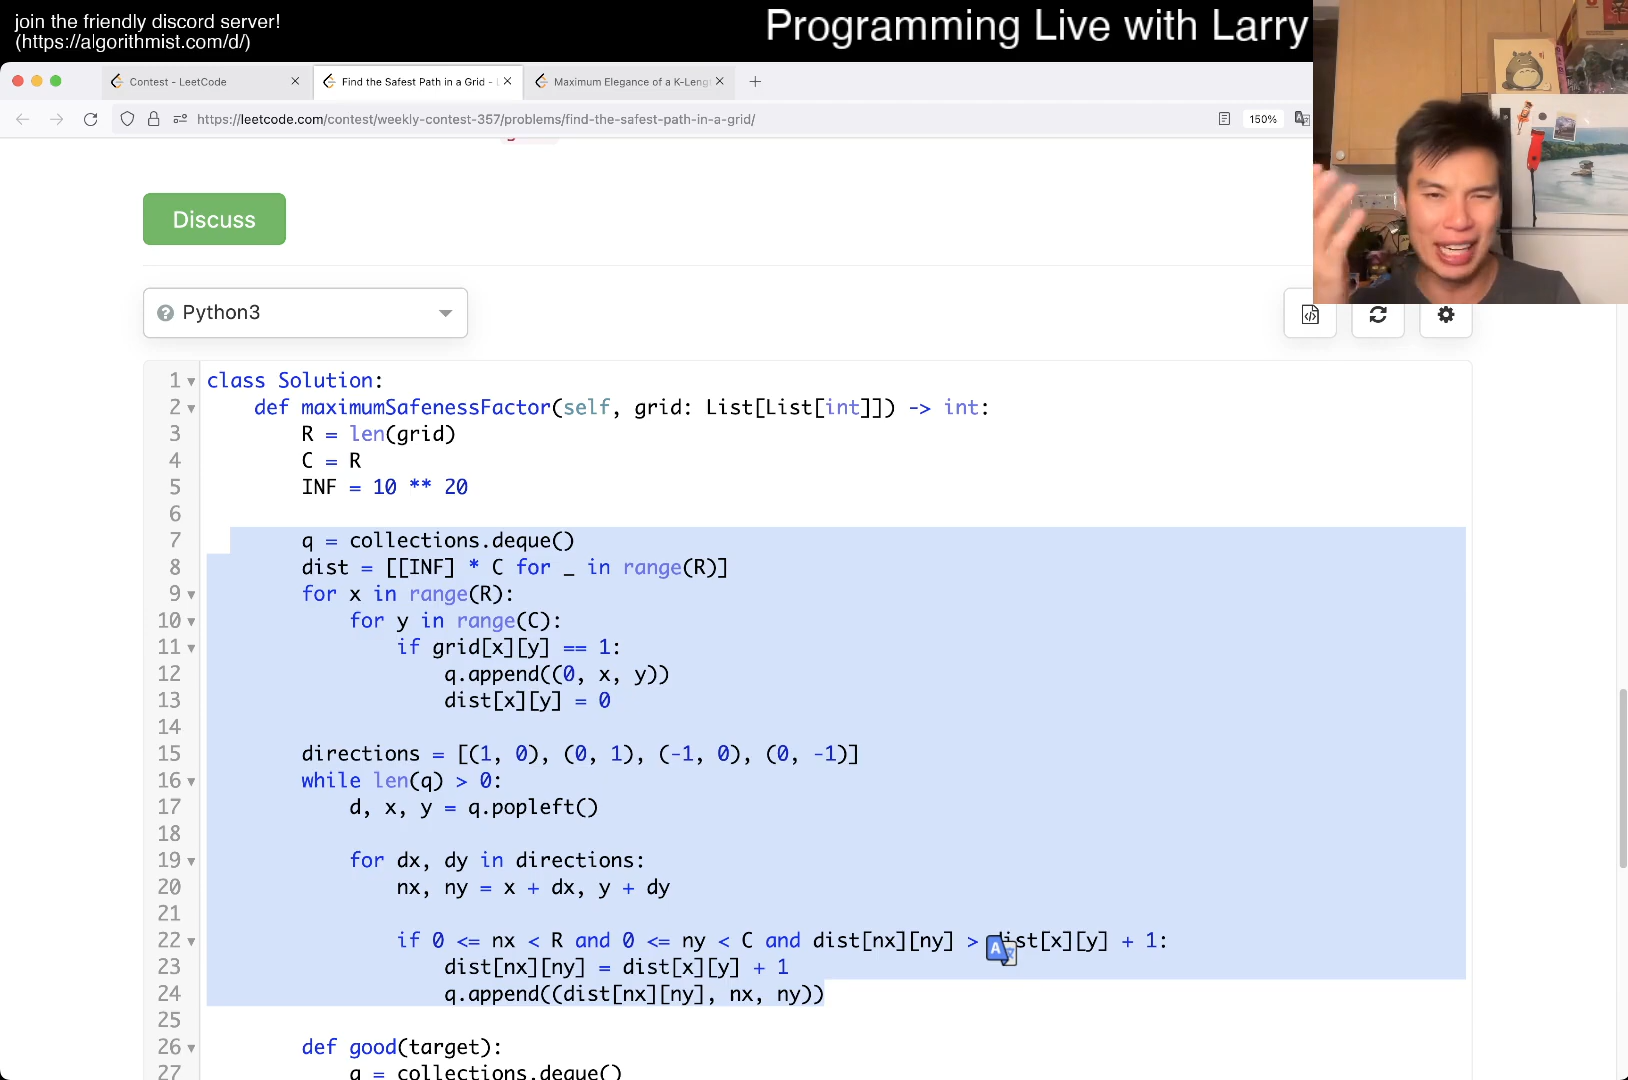 join the friendly discord server!
(https://algorithmist.com/d/)
Programming Live with Larry
Contest - LeetCode
Find the Safest Path in a Grid - L
Maximum Elegance of a K-Leng
https://leetcode.com/contest/weekly-contest-357/problems/find-the-safest-path-in-a-grid/
150%
Discuss
Python3
1 class Solution:
2 def maximumSafenessFactor(self, grid: List[List[int]]) -> int:
3 R = len(grid)
4 C = R
5 INF = 10 ** 20
6
7 q = collections.deque()
8 dist = [[INF] * C for _ in range(R)]
9 for x in range(R):
10 for y in range(C):
11 if grid[x][y] == 1:
12 q.append((0, x, y))
13 dist[x][y] = 0
14
15 directions = [(1, 0), (0, 1), (-1, 0), (0, -1)]
16 while len(q) > 0:
17 d, x, y = q.popleft()
18
19 for dx, dy in directions:
20 nx, ny = x + dx, y + dy
21
22 if 0 <= nx < R and 0 <= ny < C and dist[nx][ny] > dist[x][y] + 1:
23 dist[nx][ny] = dist[x][y] + 1
24 q.append((dist[nx][ny], nx, ny))
25
26 def good(target):
27 q = collections.deque()